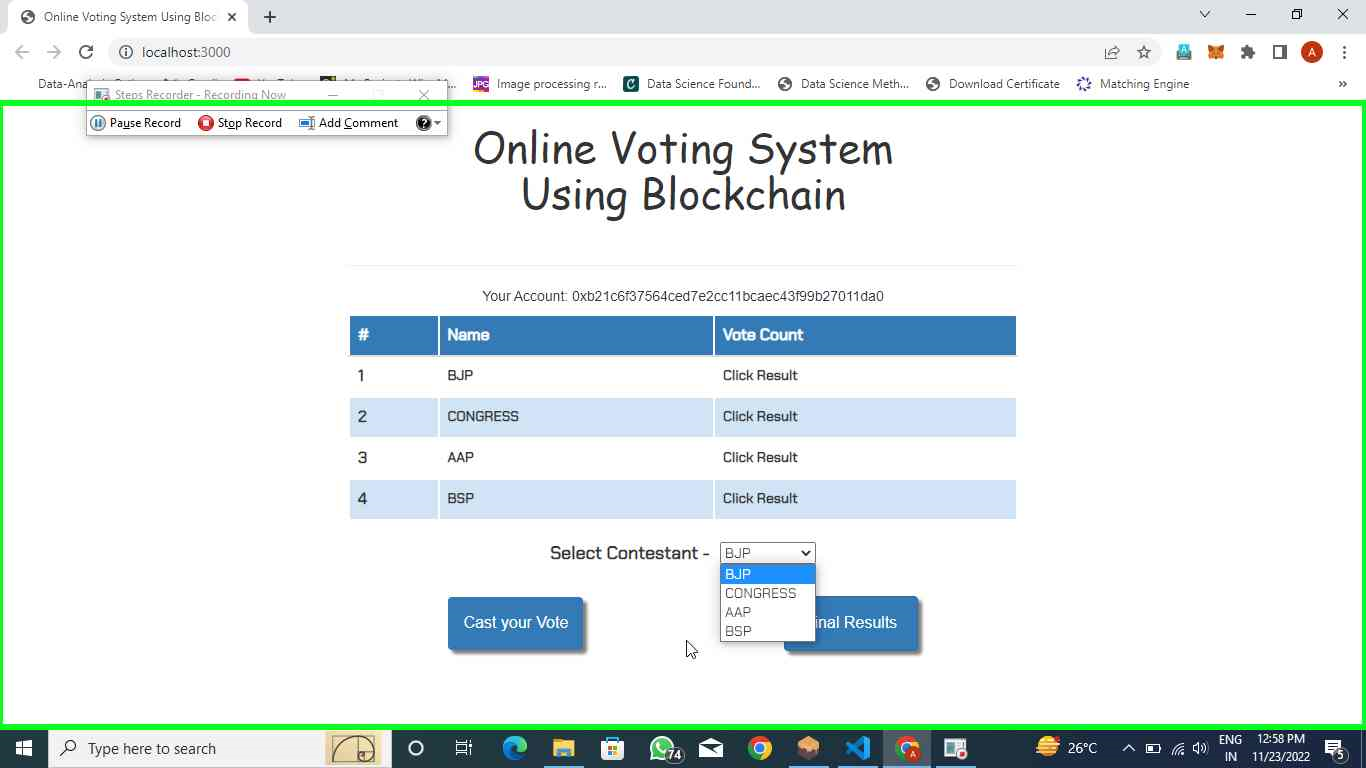 Online Voting System Using Bloc
localhost:3000
A
Data-Ana
JPG Image processing r...
C Data Science Found...
Data Science Meth...
Download Certificate
Matching Engine
»
Steps Recorder - Recording Now
Pause Record Stop Record Add Comment ?
Online Voting System
Using Blockchain
Your Account: 0xb21c6f37564ced7e2cc11bcaec43f99b27011da0
# Name Vote Count
1 BJP Click Result
2 CONGRESS Click Result
3 AAP Click Result
4 BSP Click Result
Select Contestant - BJP
BJP
CONGRESS
AAP
BSP
Cast your Vote
inal Results
Type here to search
74
A
26°C
ENG
IN
12:58 PM
11/23/2022
5